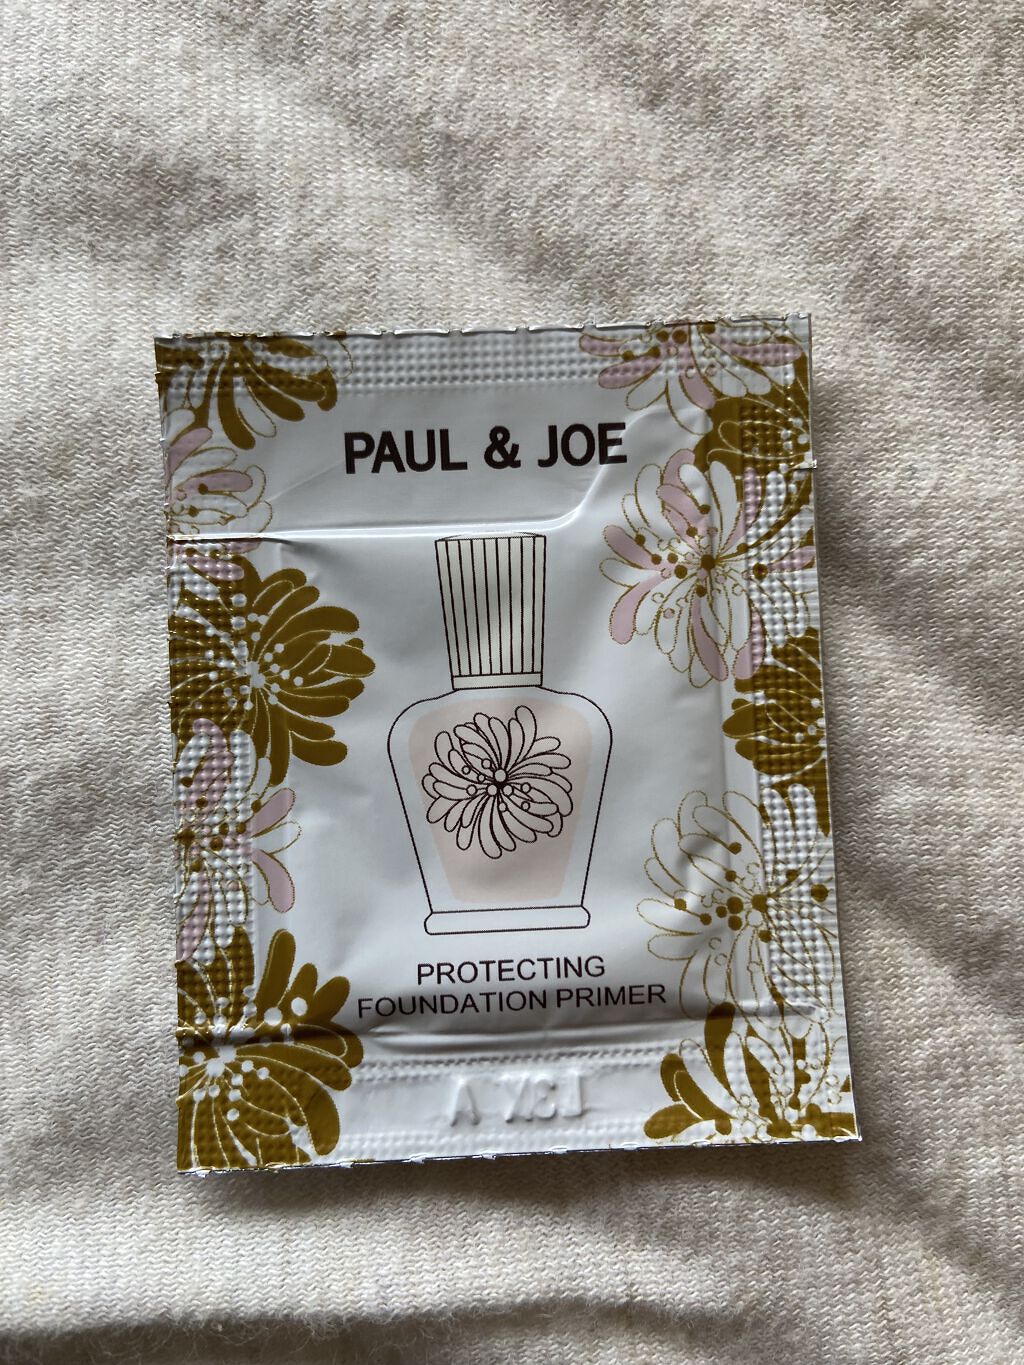 PAUL & JOE
PROTECTING
FOUNDATION PRIMER